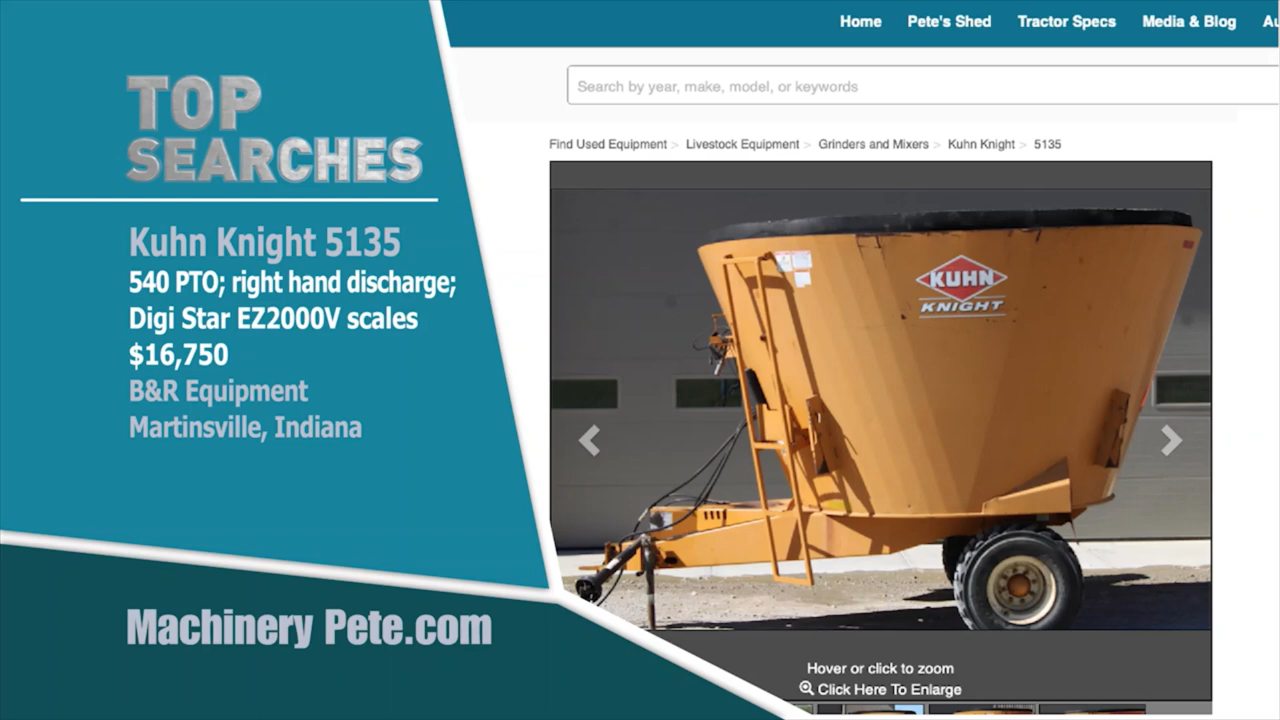 TOP
SEARCHES
Kuhn Knight 5135
540 PTO; right hand discharge;
Digi Star EZ2000V scales
$16,750
B&R Equipment
Martinsville, Indiana
Machinery Pete.com
Home Pete's Shed Tractor Specs Media & Blog
Search by year, make, model, or keywords
Find Used Equipment > Livestock Equipment > Grinders and Mixers > Kuhn Knight > 5135
KUHN
KNIGHT
Hover or click to zoom
Click Here To Enlarge